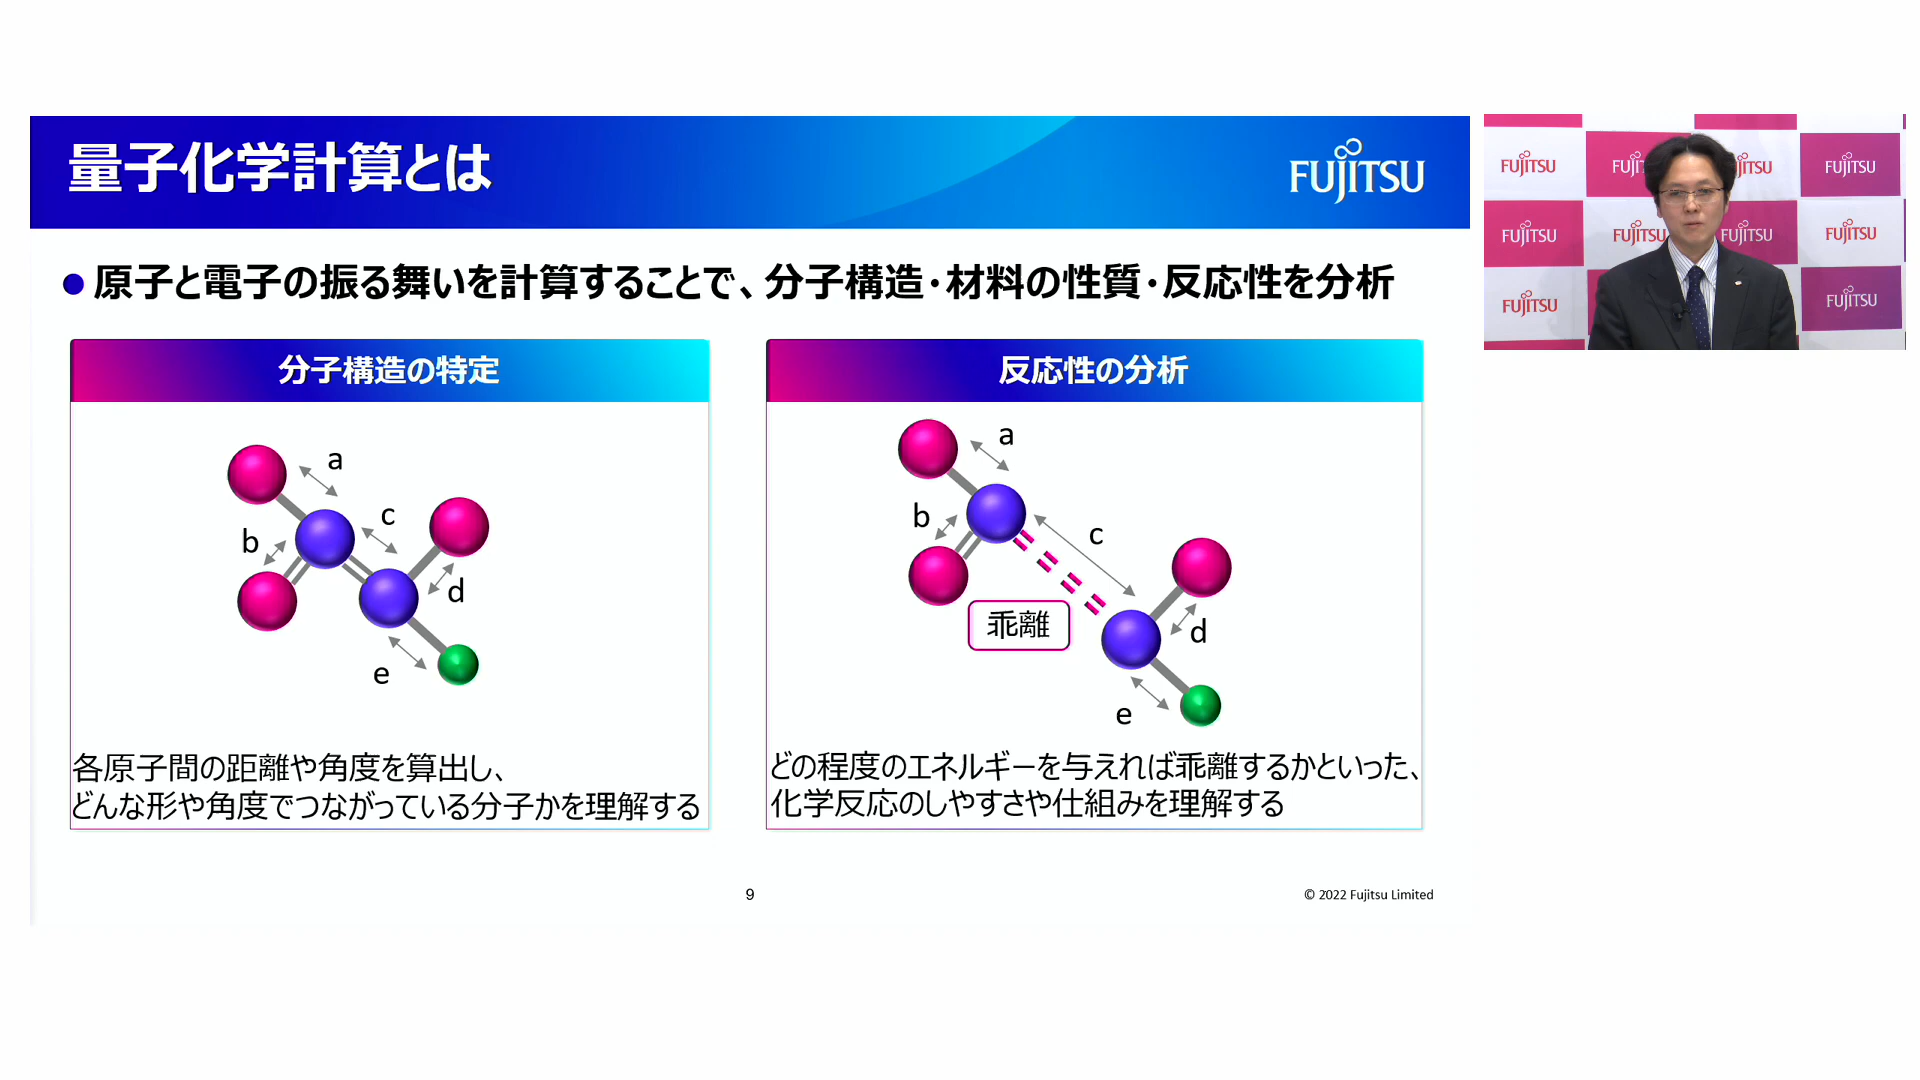 量子化学計算とは
FUJITSU
●原子と電子の振る舞いを計算することで、分子構造・材料の性質・反応性を分析
分子構造の特定
a
b
c
d
e
各原子間の距離や角度を算出し、
どんな形や角度でつながっている分子かを理解する
反応性の分析
a
b
c
乖離
d
e
どの程度のエネルギーを与えれば乖離するかといった、
化学反応のしやすさや仕組みを理解する
9
© 2022 Fujitsu Limited
FUJITSU
FUJI
JITSU
FUJITSU
FUJITSU
FUJITSU
FUJITSU
FUJITSU
FUJITSU
FUJITSU